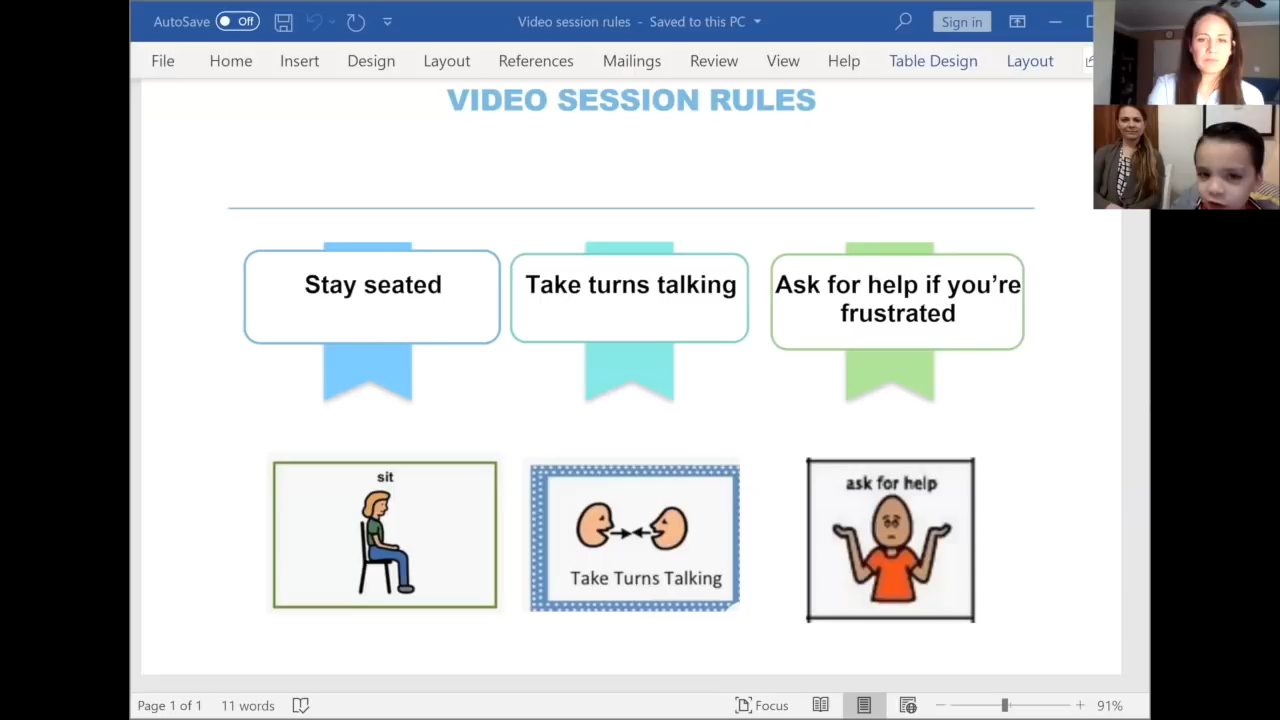 AutoSave Off Video session rules - Saved to this PC Sign in
File Home Insert Design Layout References Mailings Review View Help Table Design Layout
VIDEO SESSION RULES
Stay seated
Take turns talking
Ask for help if you're
frustrated
sit
Take Turns Talking
ask for help
Page 1 of 1 11 words Focus 91%